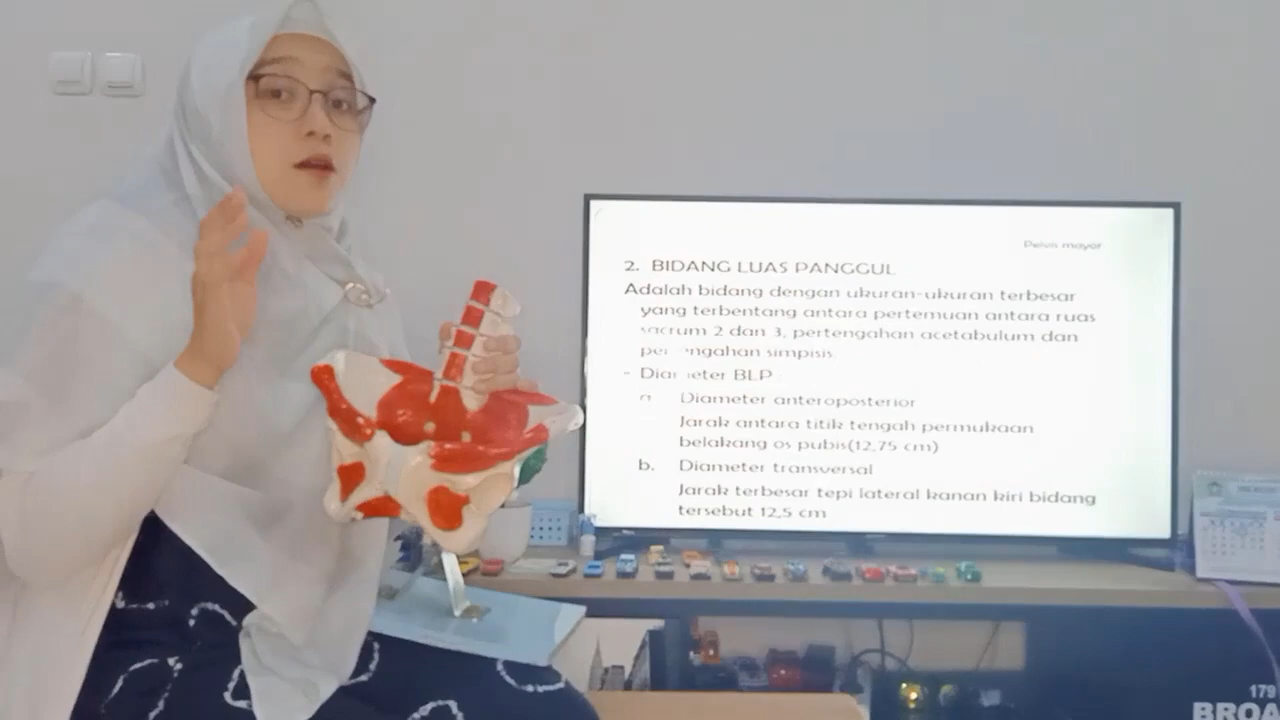 Pelvis mayor
2. BIDANG LUAS PANGGUL
Adalah bidang dengan ukuran-ukuran terbesar
yang terbentang antara pertemuan antara ruas
sacrum 2 dan 3, pertengahan acetabulum dan
pertengahan simpisis
- Diameter BLP
a. Diameter anteroposterior
Jarak antara titik tengah permukaan
belakang os pubis(12,75 cm)
b. Diameter transversal
Jarak terbesar tepi lateral kanan kiri bidang
tersebut 12,5 cm
179
BROA